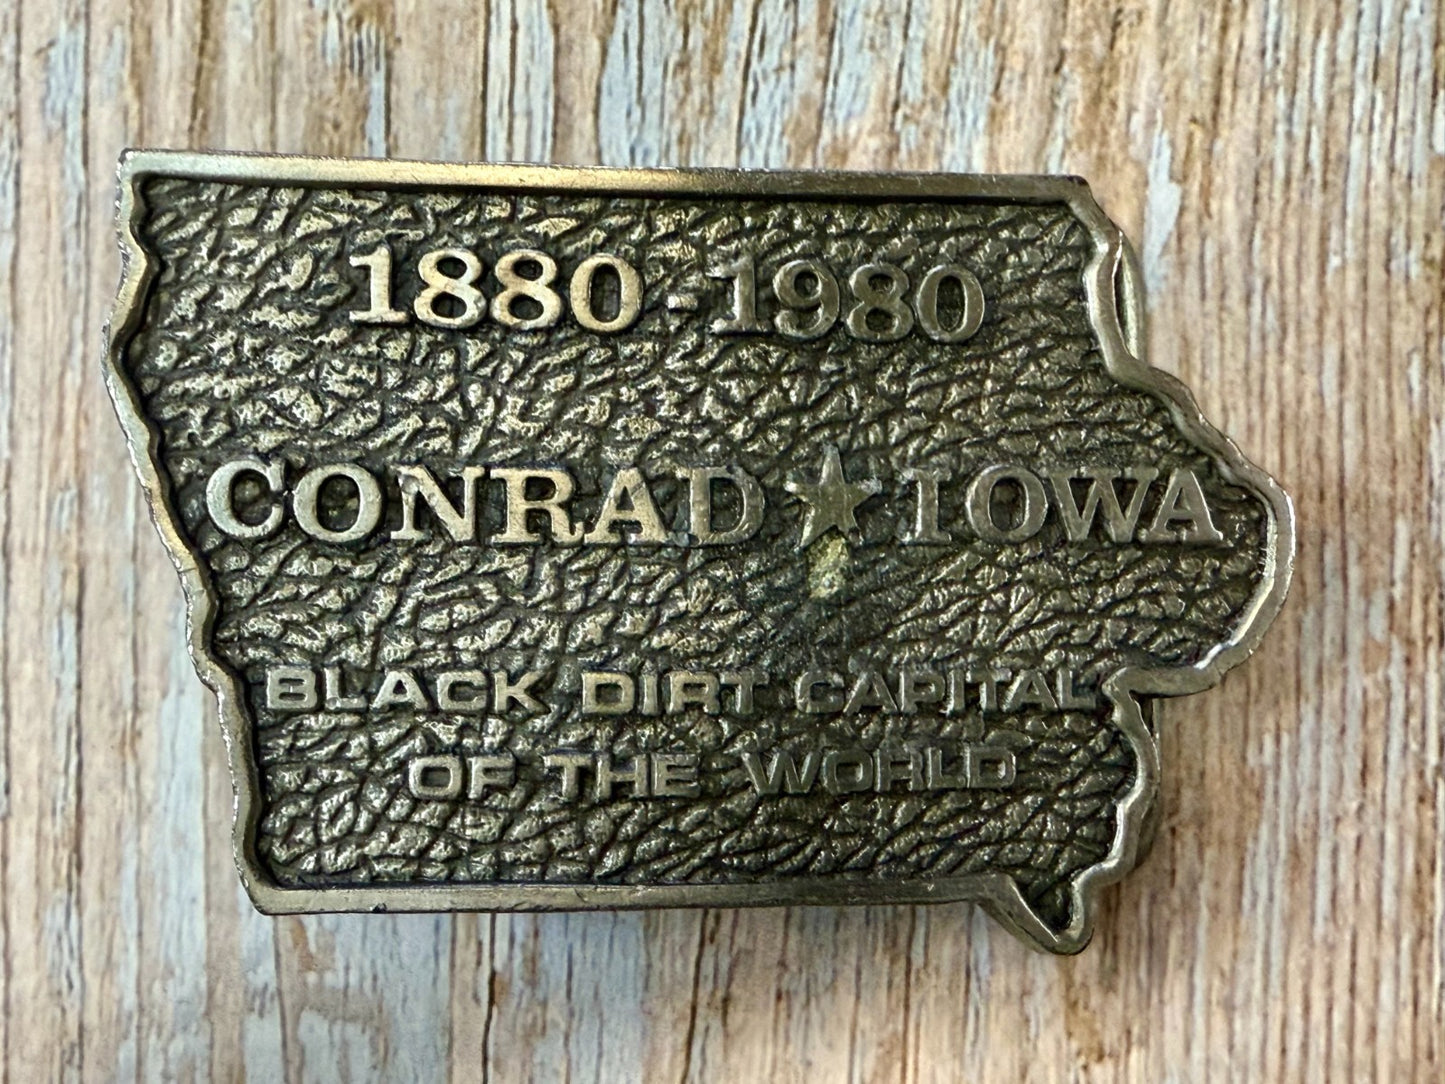 1880-1980
CONRAD★IOWA
BLACK DIRT CAPITAL
OF THE WORLD